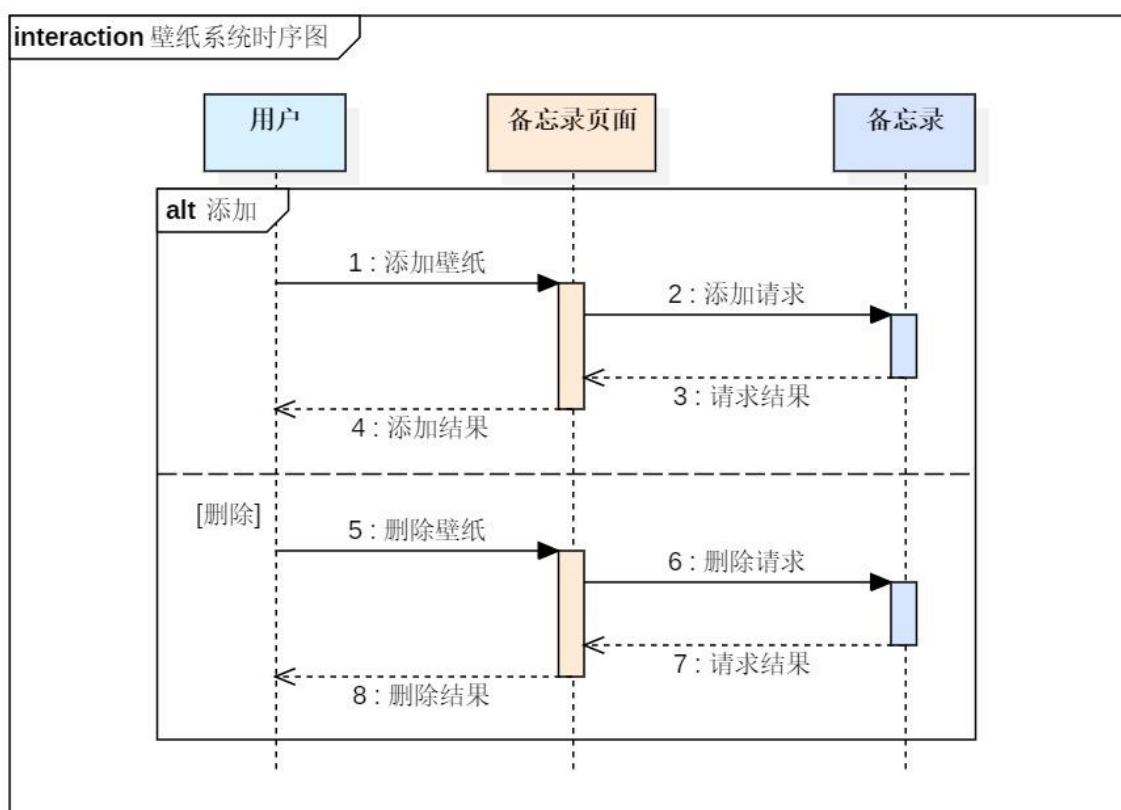 interaction 壁纸系统时序图
用户
备忘录页面
备忘录
alt 添加
1 : 添加壁纸
2 : 添加请求
3 : 请求结果
4 : 添加结果
[删除]
5 : 删除壁纸
6 : 删除请求
7 : 请求结果
8 : 删除结果